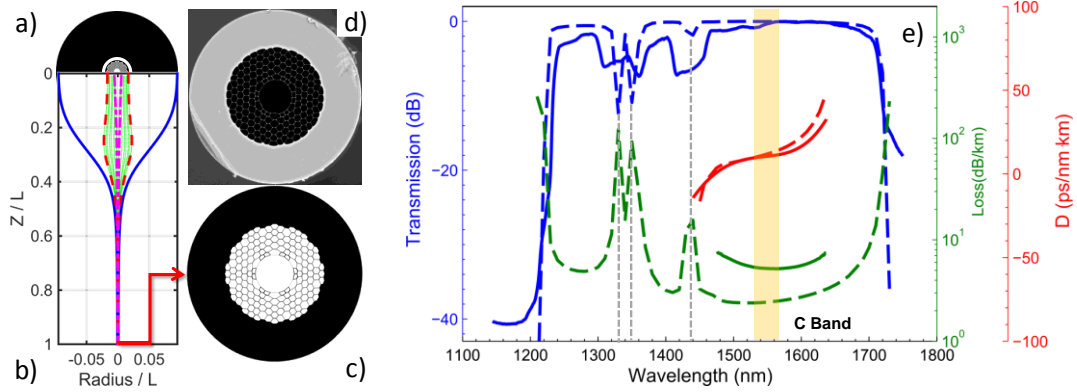 a)
d)
e)
b)
c)
0
0.2
0.4
0.6
0.8
1
Z / L
-0.05 0 0.05
Radius / L
0
−20
−40
Transmission (dB)
10³
10²
10¹
10⁰
Loss(dB/km)
100
50
0
−50
−100
D (ps/nm·km)
C Band
1100 1200 1300 1400 1500 1600 1700 1800
Wavelength (nm)